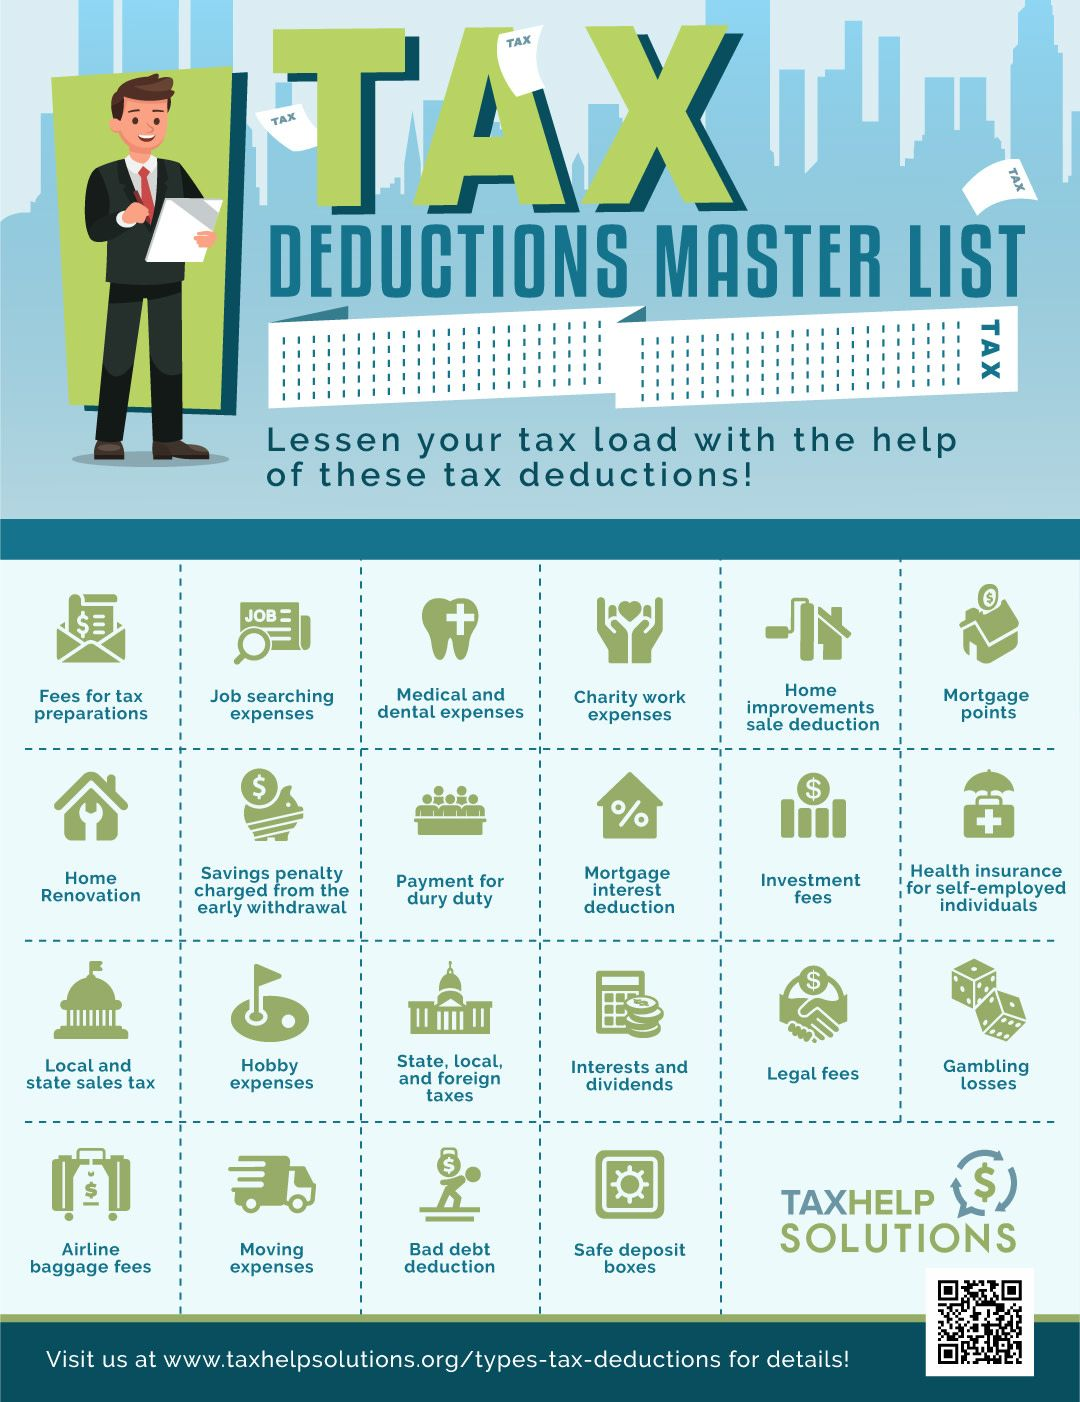 TAX
TAX
TAX
TAX
DEDUCTIONS MASTER LIST
TAX
Lessen your tax load with the help
of these tax deductions!
$
Fees for tax
preparations
JOB
Job searching
expenses
Medical and
dental expenses
Charity work
expenses
Home
improvements
sale deduction
$
Mortgage
points
Home
Renovation
$
Savings penalty
charged from the
early withdrawal
Payment for
dury duty
%
Mortgage
interest
deduction
$
Investment
fees
Health insurance
for self-employed
individuals
Local and
state sales tax
Hobby
expenses
State, local,
and foreign
taxes
Interests and
dividends
$
Legal fees
Gambling
losses
$
Airline
baggage fees
Moving
expenses
$
Bad debt
deduction
Safe deposit
boxes
$
TAXHELP
SOLUTIONS
Visit us at www.taxhelpsolutions.org/types-tax-deductions for details!